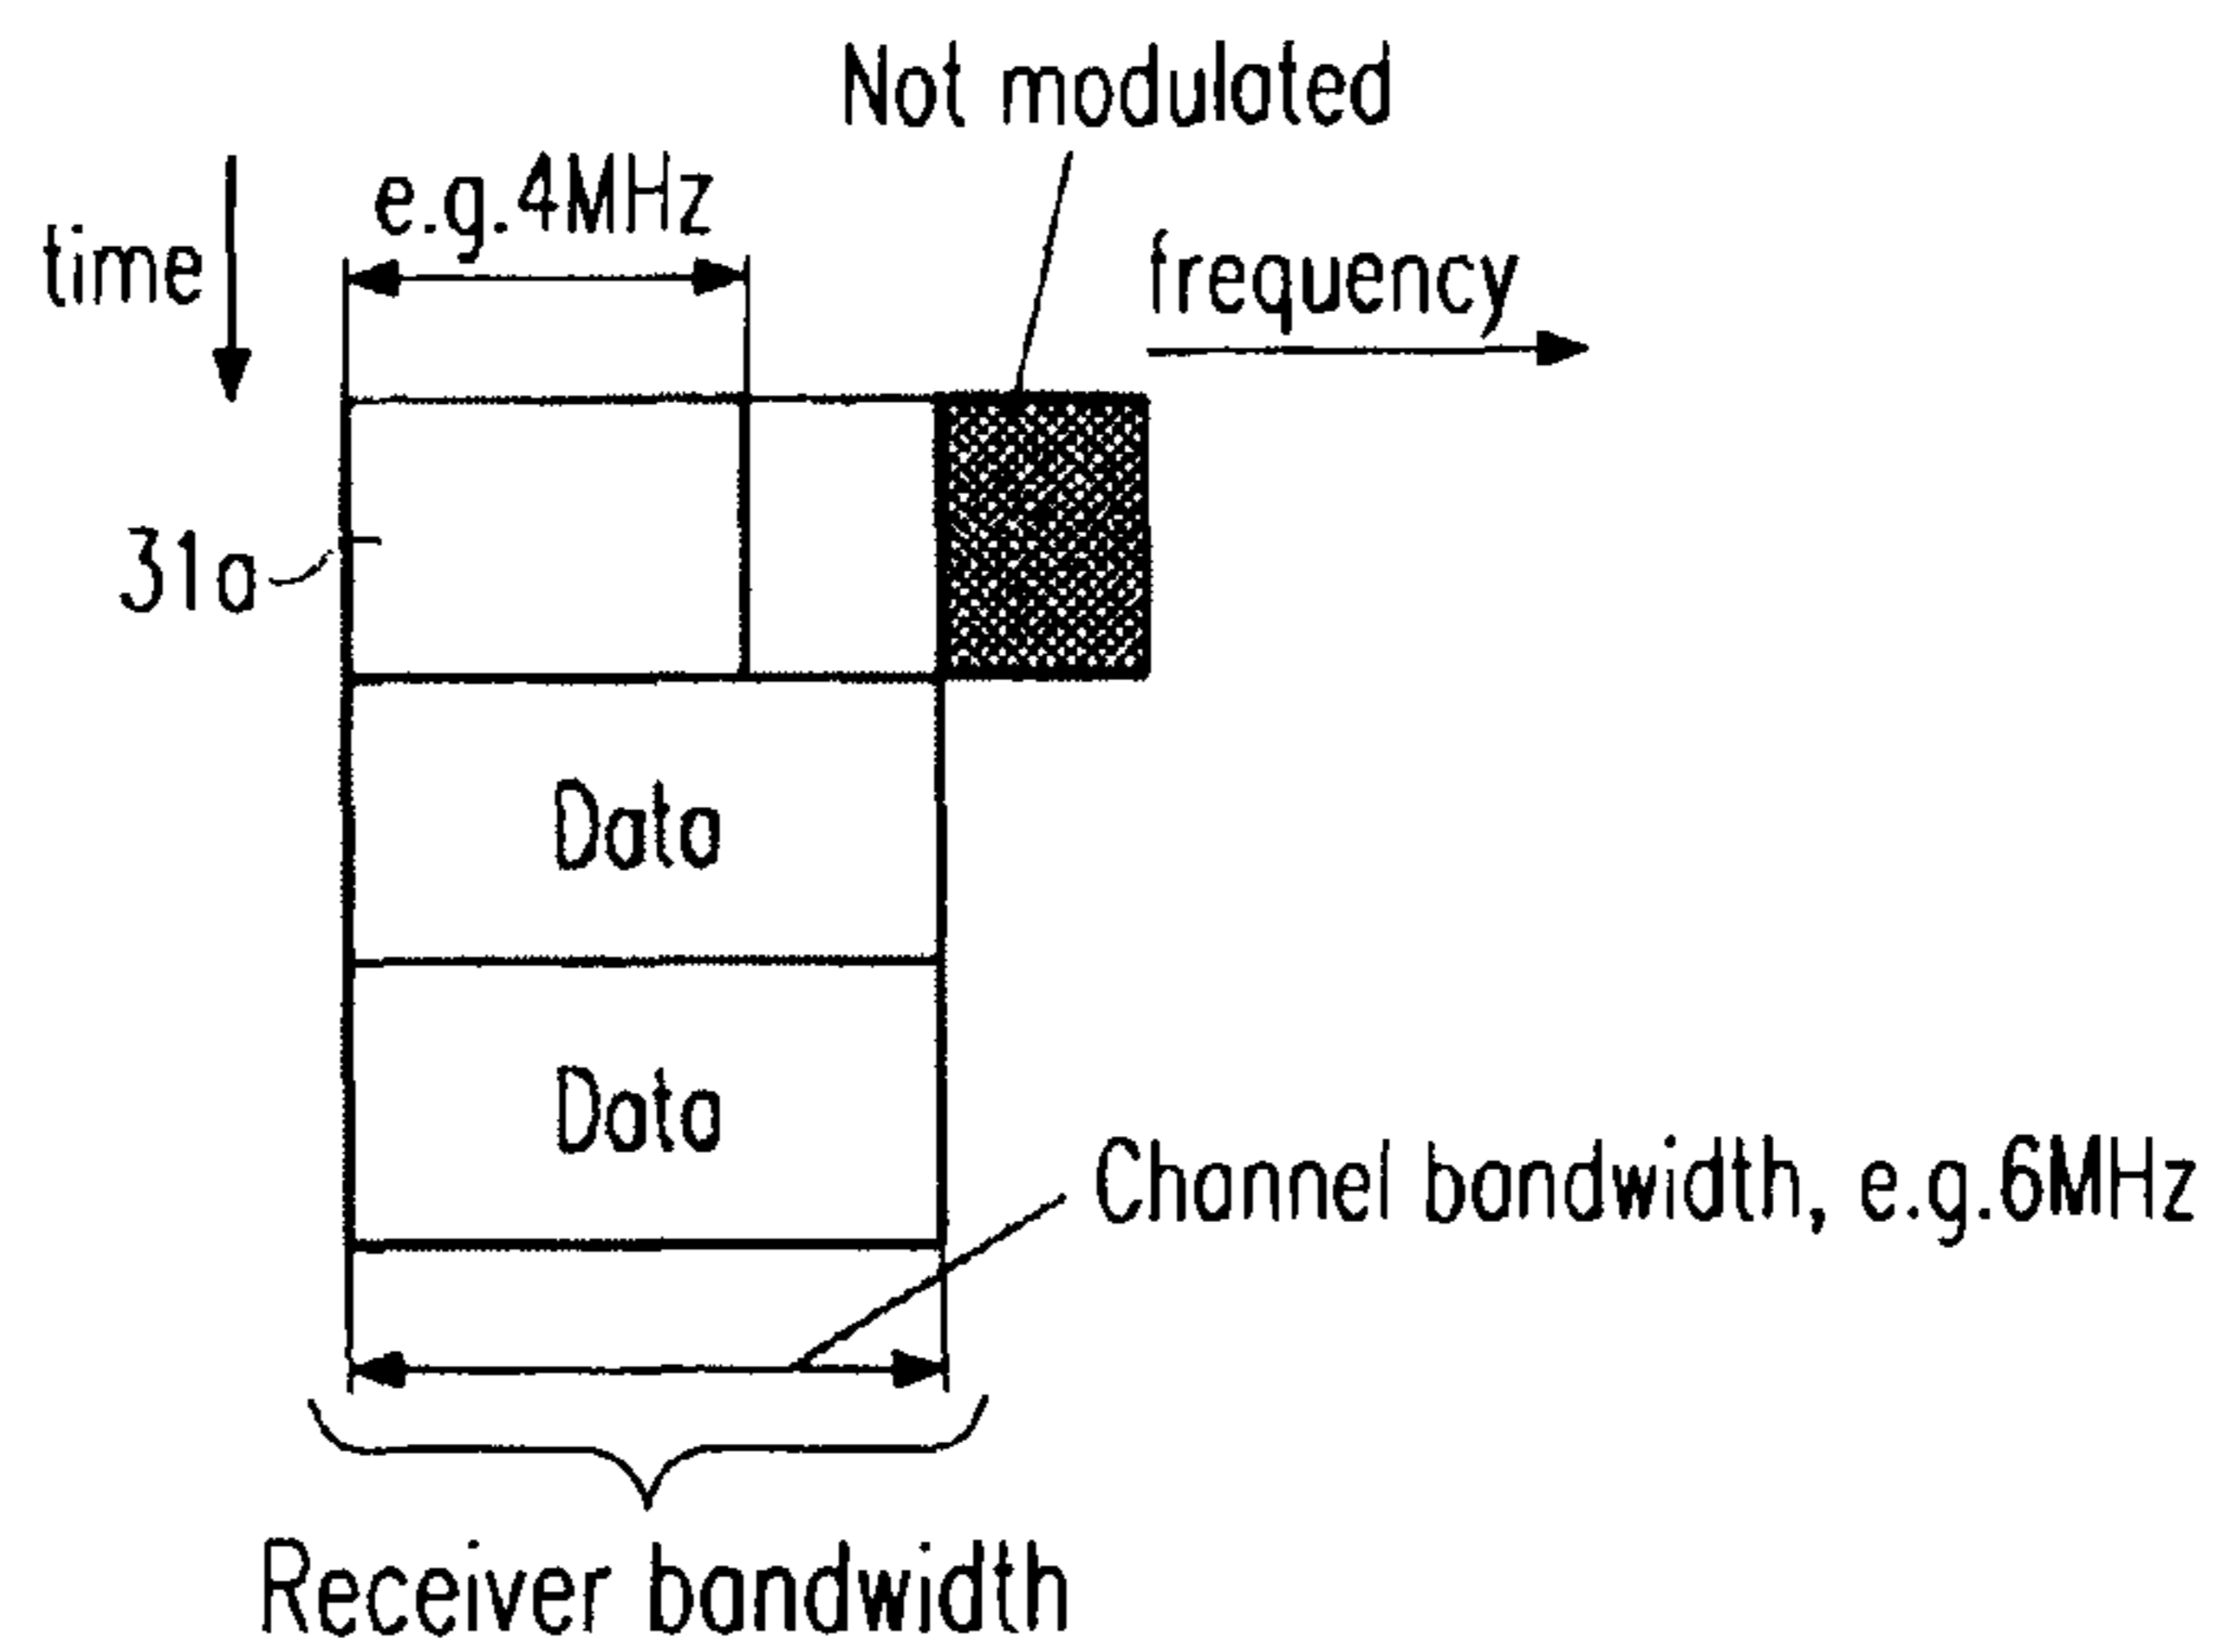 Not modulated
e.g.4MHz
time
frequency
31a
Data
Data
Channel bandwidth, e.g.6MHz
Receiver bandwidth